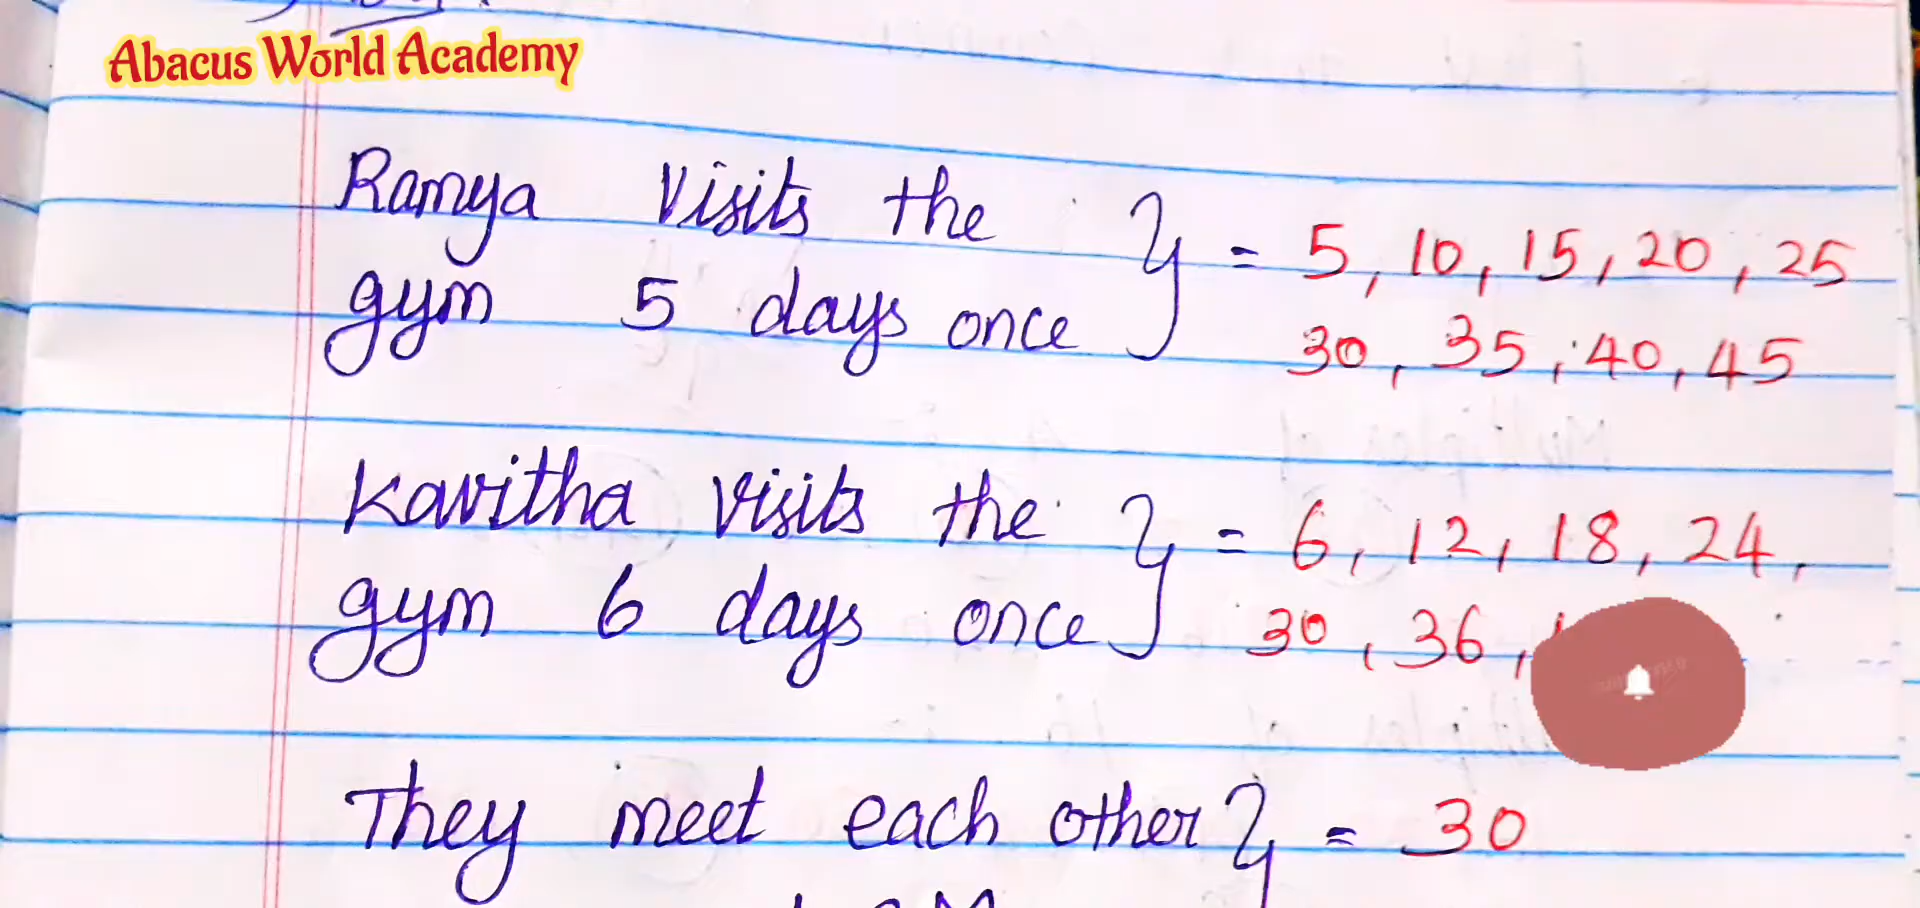 Abacus World Academy
Ramya visits the } = 5, 10, 15, 20, 25
gym 5 days once 30, 35, 40, 45
Kavitha visits the } = 6, 12, 18, 24,
gym 6 days once 30, 36,
They meet each other } = 30